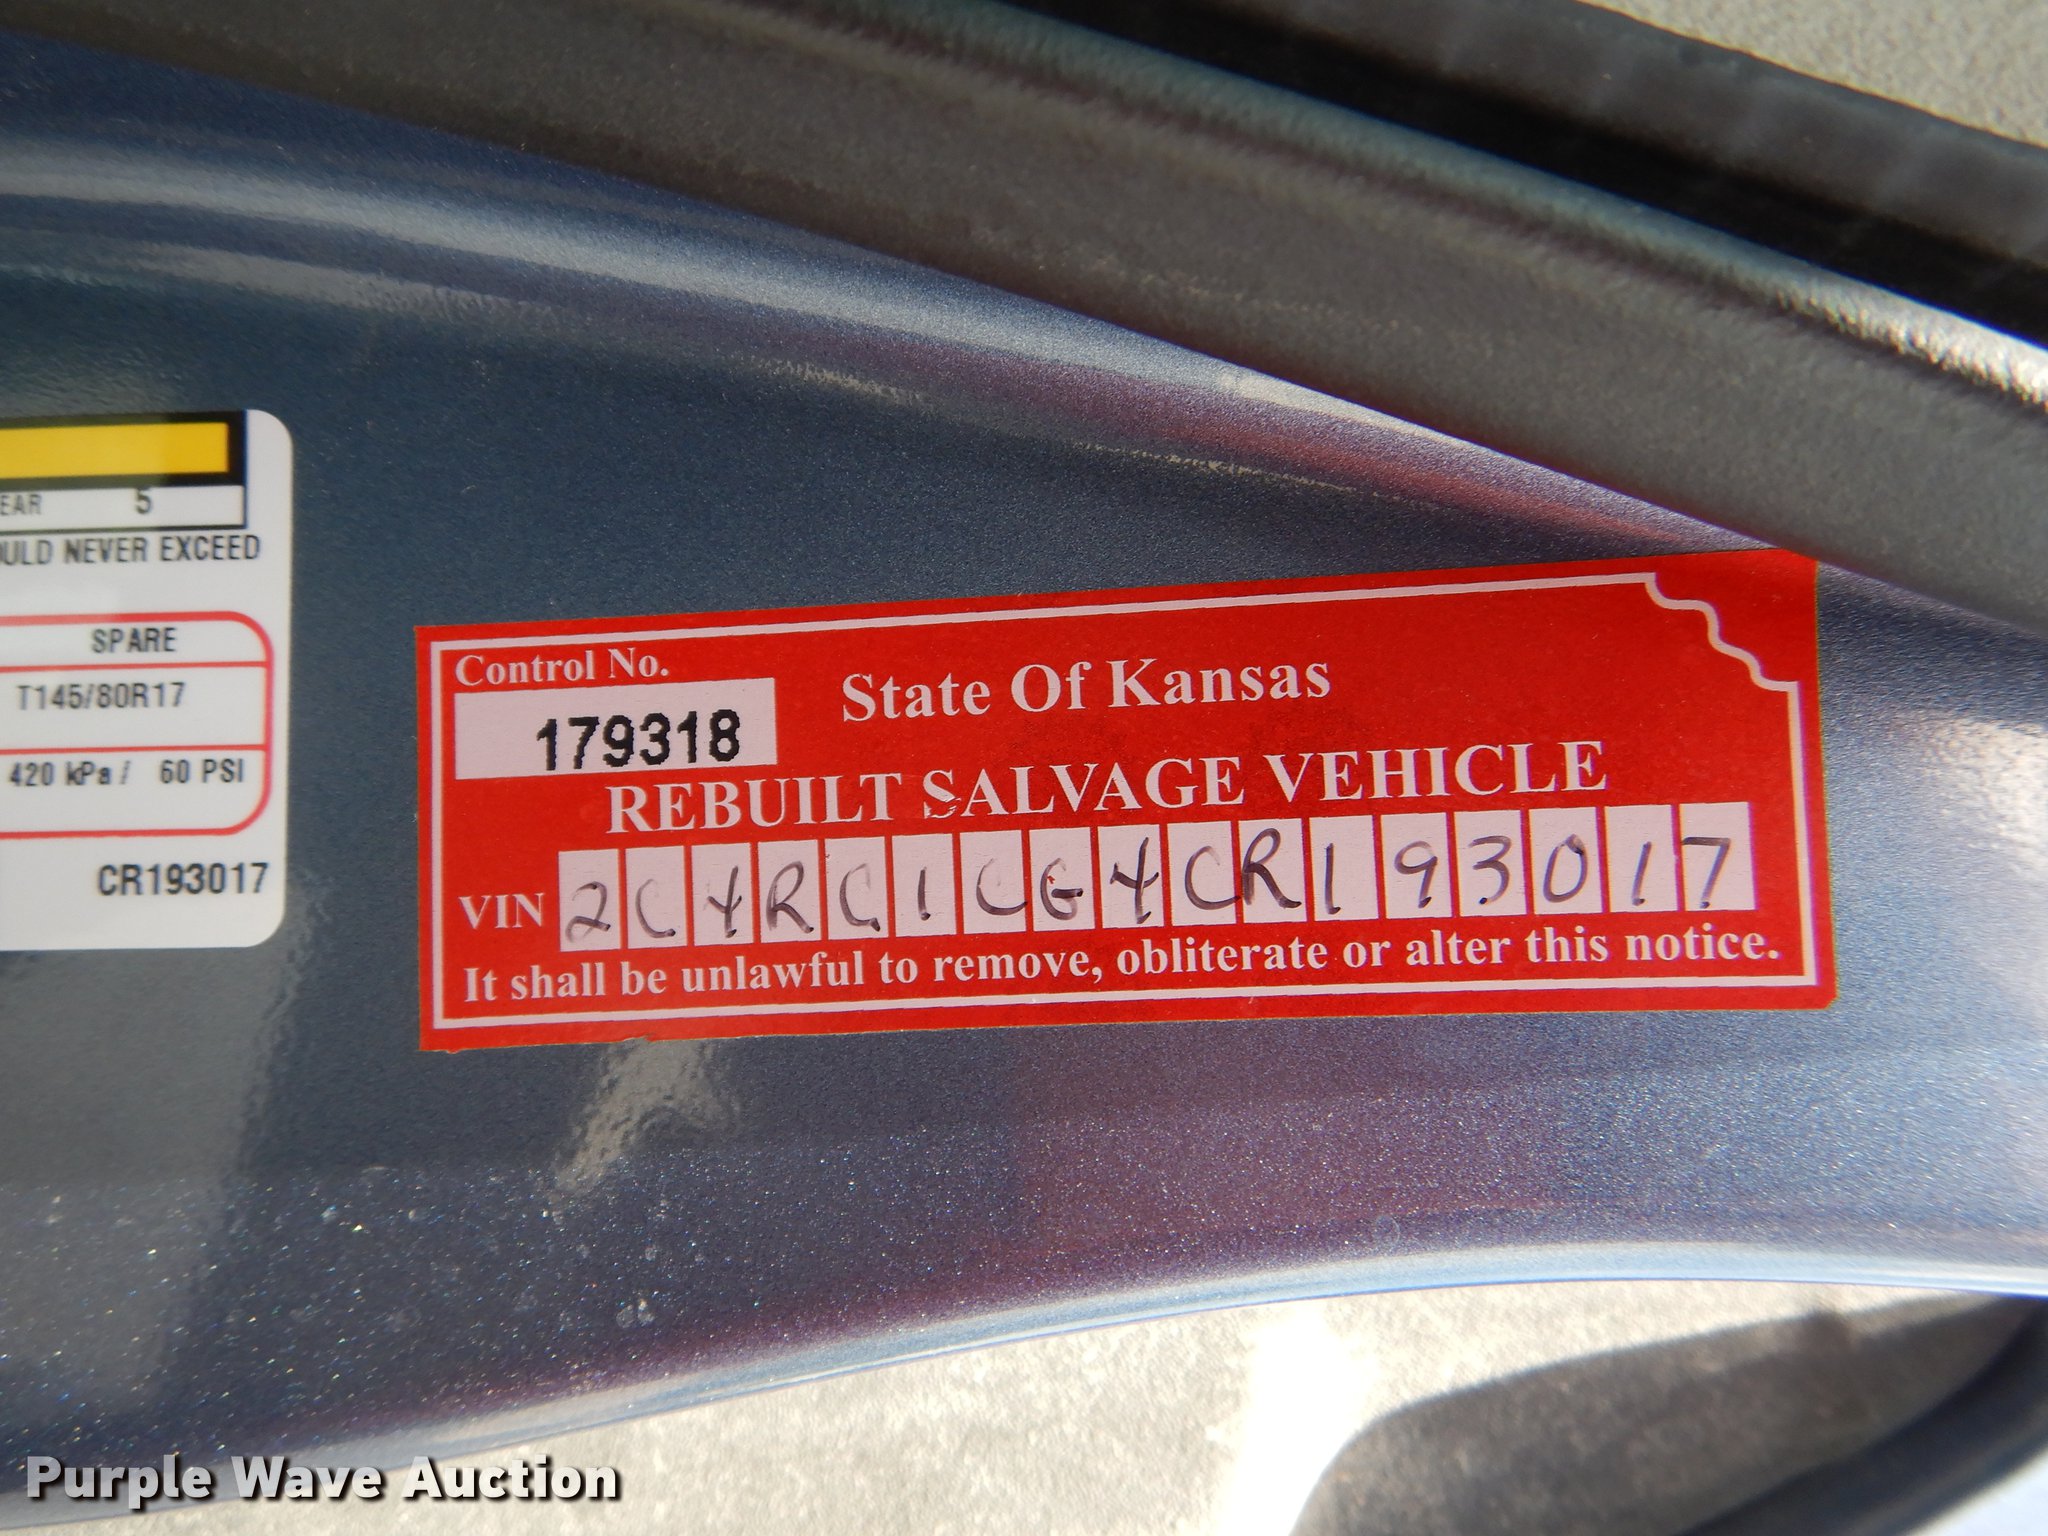 EAR 5
OULD NEVER EXCEED
SPARE
T145/80R17
420 kPa / 60 PSI
CR193017
Control No.
179318
State Of Kansas
REBUILT SALVAGE VEHICLE
VIN 2C4RC1CG4CR193017
It shall be unlawful to remove, obliterate or alter this notice.
Purple Wave Auction